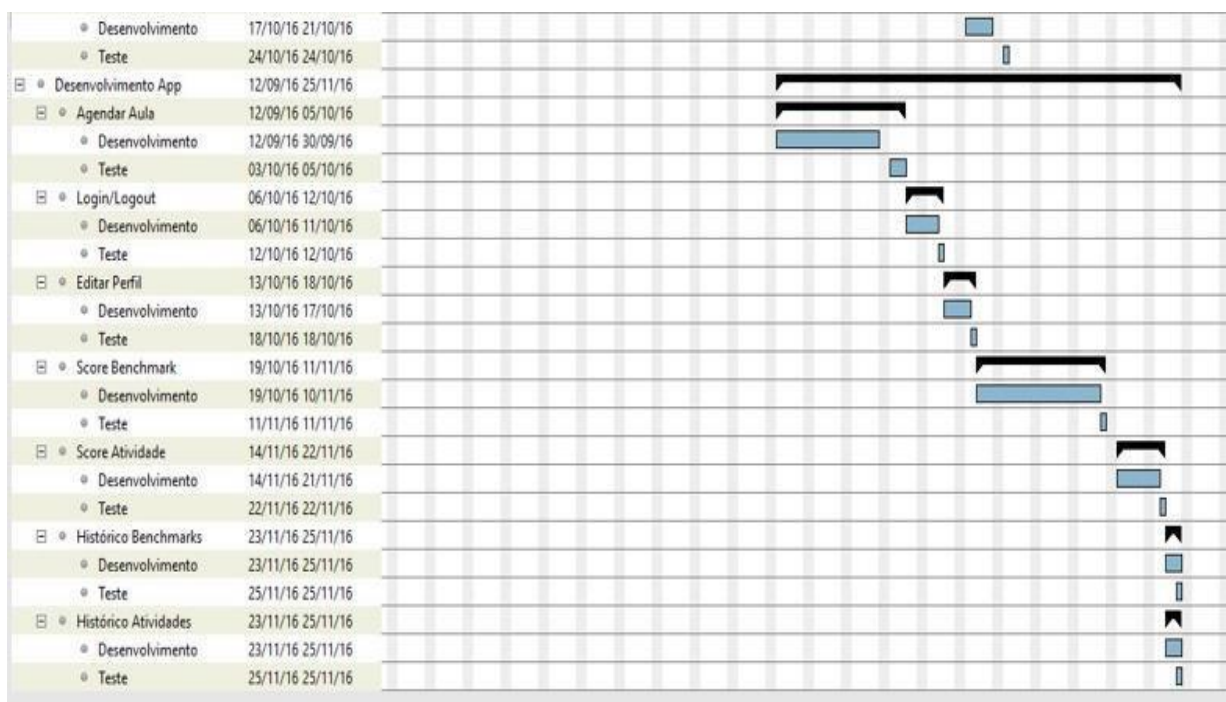 Desenvolvimento 17/10/16 21/10/16
Teste 24/10/16 24/10/16
Desenvolvimento App 12/09/16 25/11/16
Agendar Aula 12/09/16 05/10/16
Desenvolvimento 12/09/16 30/09/16
Teste 03/10/16 05/10/16
Login/Logout 06/10/16 12/10/16
Desenvolvimento 06/10/16 11/10/16
Teste 12/10/16 12/10/16
Editar Perfil 13/10/16 18/10/16
Desenvolvimento 13/10/16 17/10/16
Teste 18/10/16 18/10/16
Score Benchmark 19/10/16 11/11/16
Desenvolvimento 19/10/16 10/11/16
Teste 11/11/16 11/11/16
Score Atividade 14/11/16 22/11/16
Desenvolvimento 14/11/16 21/11/16
Teste 22/11/16 22/11/16
Histórico Benchmarks 23/11/16 25/11/16
Desenvolvimento 23/11/16 25/11/16
Teste 25/11/16 25/11/16
Histórico Atividades 23/11/16 25/11/16
Desenvolvimento 23/11/16 25/11/16
Teste 25/11/16 25/11/16